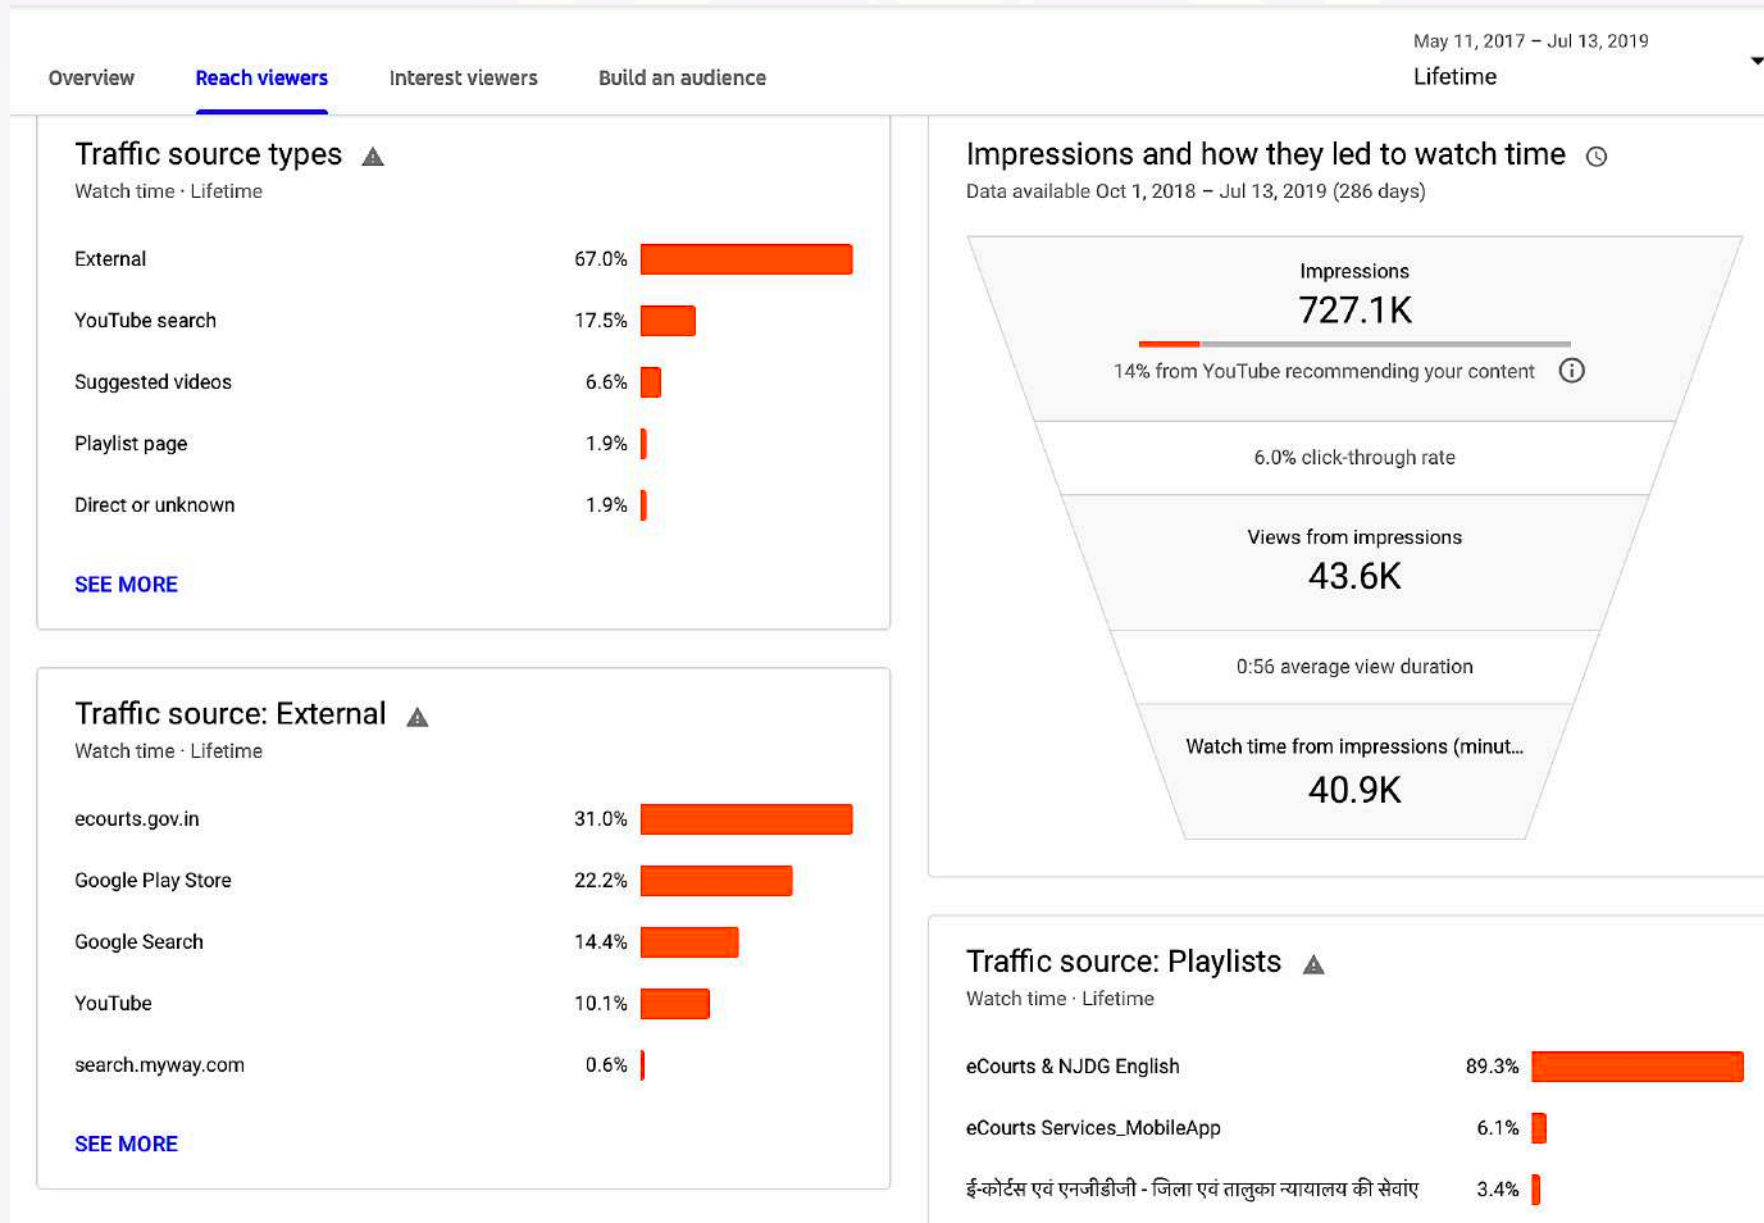 May 11, 2017 – Jul 13, 2019
Overview Reach viewers Interest viewers Build an audience Lifetime
Traffic source types
Watch time · Lifetime
External 67.0%
YouTube search 17.5%
Suggested videos 6.6%
Playlist page 1.9%
Direct or unknown 1.9%
SEE MORE
Traffic source: External
Watch time · Lifetime
ecourts.gov.in 31.0%
Google Play Store 22.2%
Google Search 14.4%
YouTube 10.1%
search.myway.com 0.6%
SEE MORE
Impressions and how they led to watch time
Data available Oct 1, 2018 – Jul 13, 2019 (286 days)
Impressions
727.1K
14% from YouTube recommending your content
6.0% click-through rate
Views from impressions
43.6K
0:56 average view duration
Watch time from impressions (minut...
40.9K
Traffic source: Playlists
Watch time · Lifetime
eCourts & NJDG English 89.3%
eCourts Services_MobileApp 6.1%
ई-कोर्टस एवं एनजीडीजी - जिला एवं तालुका न्यायालय की सेवांए 3.4%